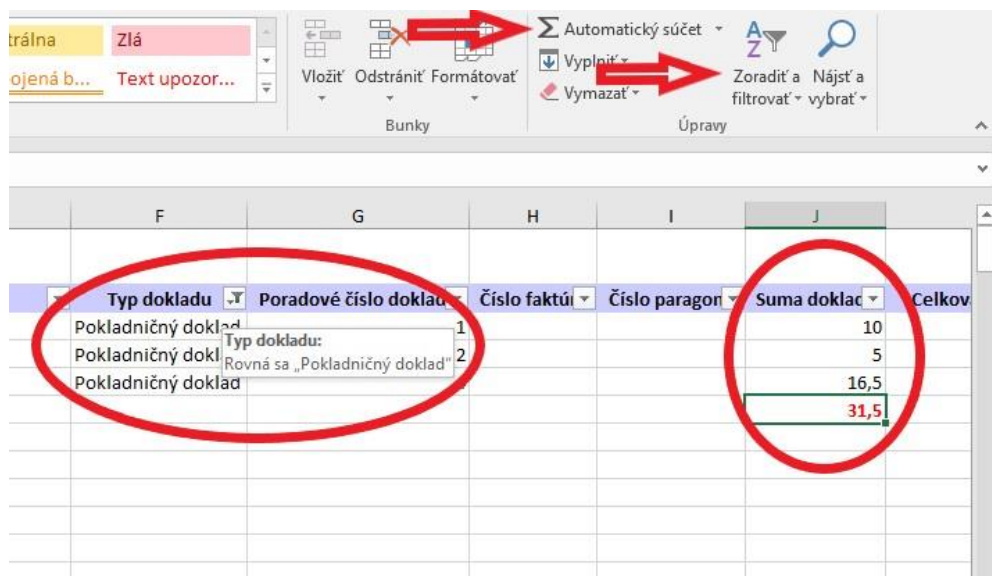 trálna Zlá
ojená b... Text upozor...
Vložiť Odstrániť Formátovať
Bunky
Automatický súčet
Vyplniť
Vymazať
Zoradiť a filtrovať
Nájsť a vybrať
Úpravy
F G H I J
Typ dokladu Poradové číslo doklad Číslo faktúr Číslo paragon Suma doklad Celkov
Pokladničný doklad 1 10
Pokladničný dokl 2 5
Pokladničný doklad 16,5
31,5
Typ dokladu:
Rovná sa „Pokladničný doklad"